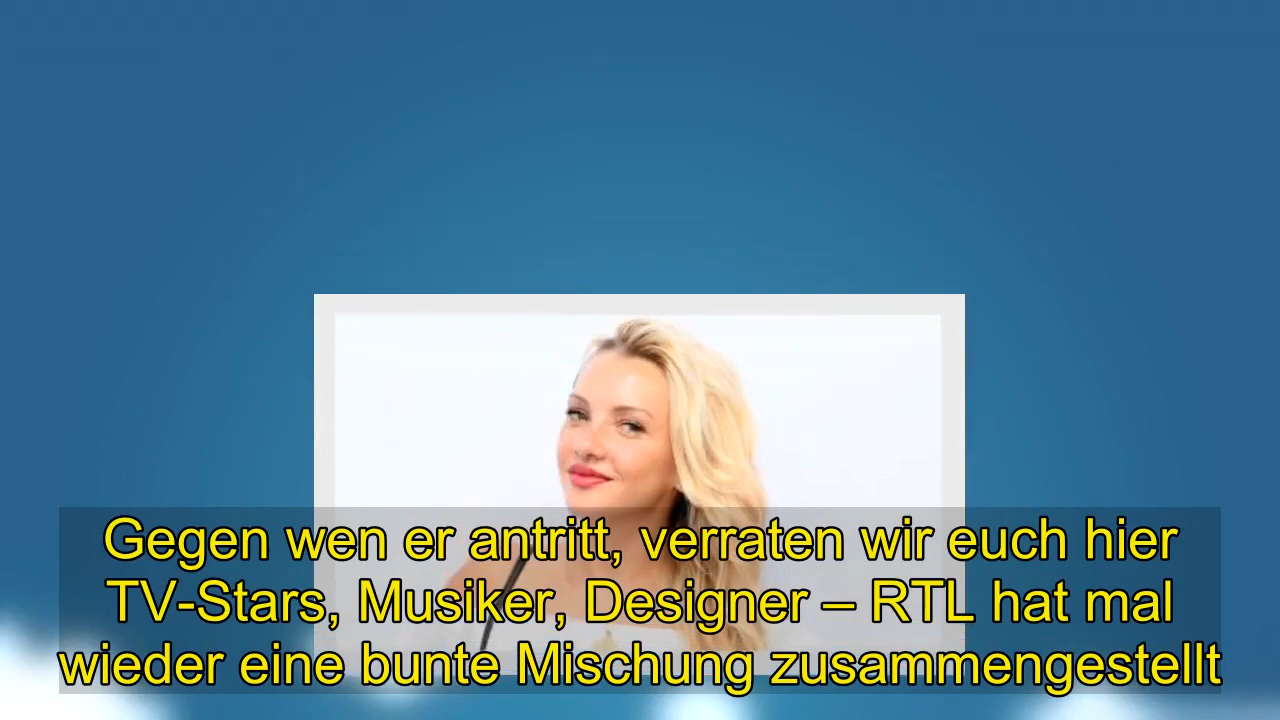 Gegen wen er antritt, verraten wir euch hier
TV-Stars, Musiker, Designer – RTL hat mal
wieder eine bunte Mischung zusammengestellt